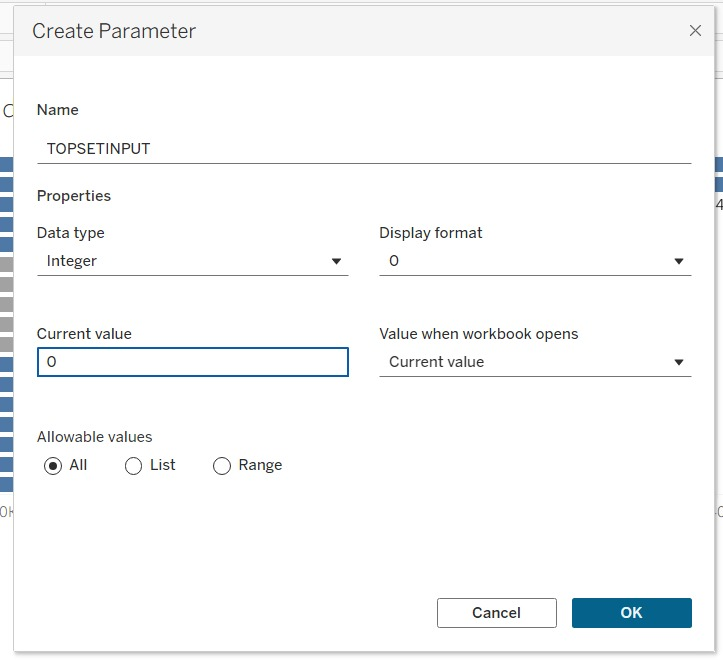 Create Parameter
Name
TOPSETINPUT
Properties
Data type Display format
Integer 0
Current value Value when workbook opens
0 Current value
Allowable values
All List Range
Cancel OK